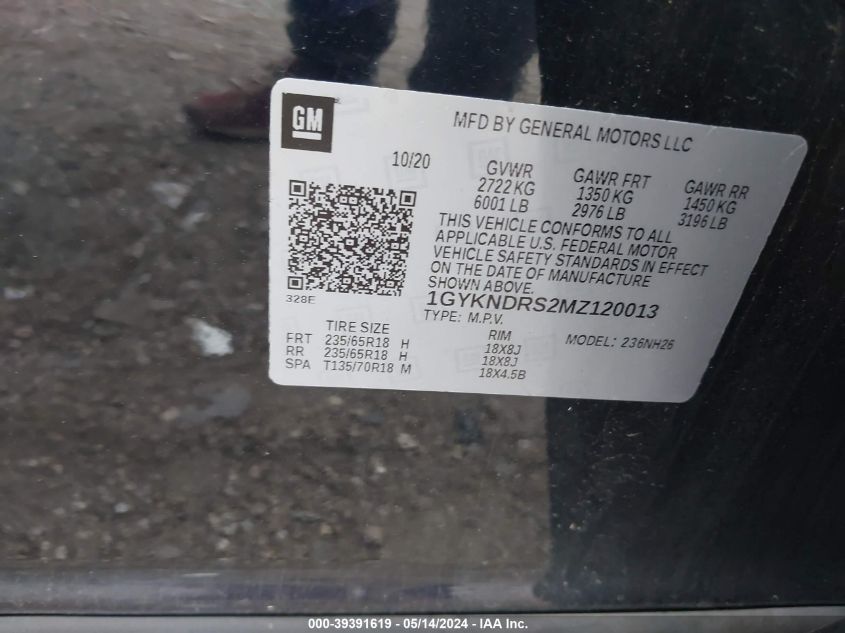 GM
MFD BY GENERAL MOTORS LLC
10/20
GVWR
2722 KG
6001 LB
GAWR FRT
1350 KG
2976 LB
GAWR RR
1450 KG
3196 LB
THIS VEHICLE CONFORMS TO ALL
APPLICABLE U.S. FEDERAL MOTOR
VEHICLE SAFETY STANDARDS IN EFFECT
ON THE DATE OF MANUFACTURE
SHOWN ABOVE.
328E
1GYKNDRS2MZ120013
TYPE: M.P.V.
MODEL: 236NH26
TIRE SIZE RIM
FRT 235/65R18 H 18X8J
RR 235/65R18 H 18X8J
SPA T135/70R18 M 18X4.5B
000-39391619 - 05/14/2024 - IAA Inc.